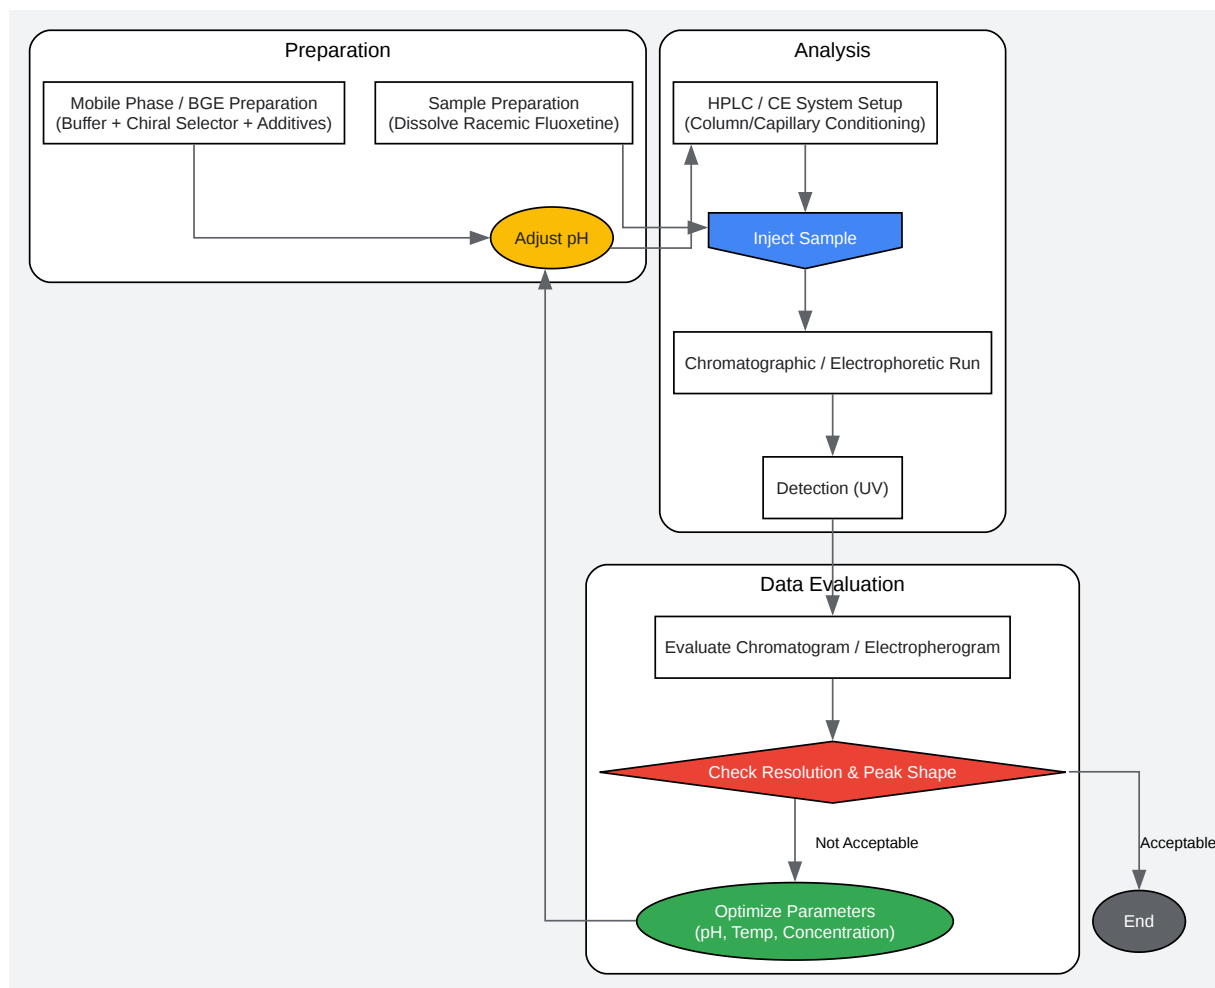 Preparation
Mobile Phase / BGE Preparation
(Buffer + Chiral Selector + Additives)
Sample Preparation
(Dissolve Racemic Fluoxetine)
Adjust pH
Analysis
HPLC / CE System Setup
(Column/Capillary Conditioning)
Inject Sample
Chromatographic / Electrophoretic Run
Detection (UV)
Data Evaluation
Evaluate Chromatogram / Electropherogram
Check Resolution & Peak Shape
Not Acceptable
Acceptable
Optimize Parameters
(pH, Temp, Concentration)
End